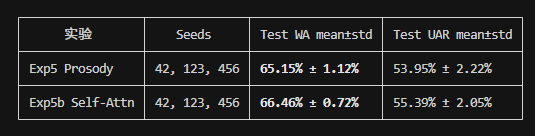 实验 Seeds Test WA mean±std Test UAR mean±std
Exp5 Prosody 42, 123, 456 65.15% ± 1.12% 53.95% ± 2.22%
Exp5b Self-Attn 42, 123, 456 66.46% ± 0.72% 55.39% ± 2.05%